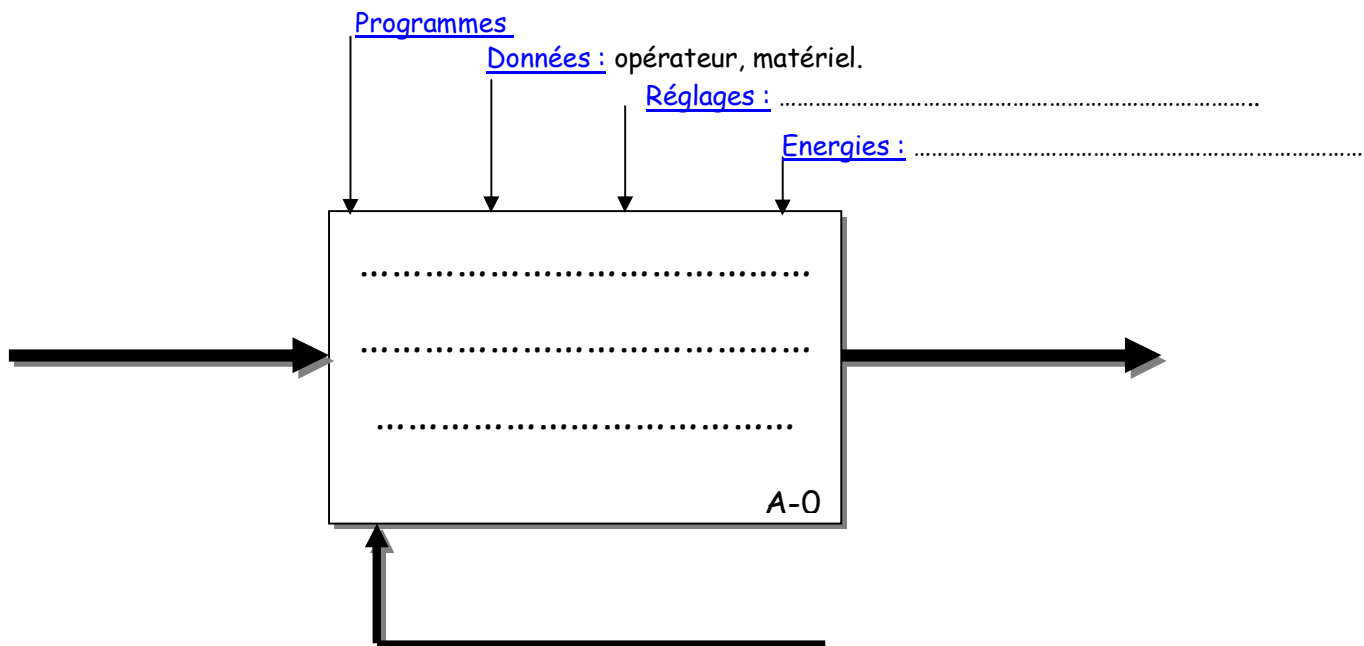 Programmes
Données : opérateur, matériel.
Réglages : ………………………………………………………………………..
Energies : …………………………………………………………………
……………………………………
……………………………………
…………………………………
A-0